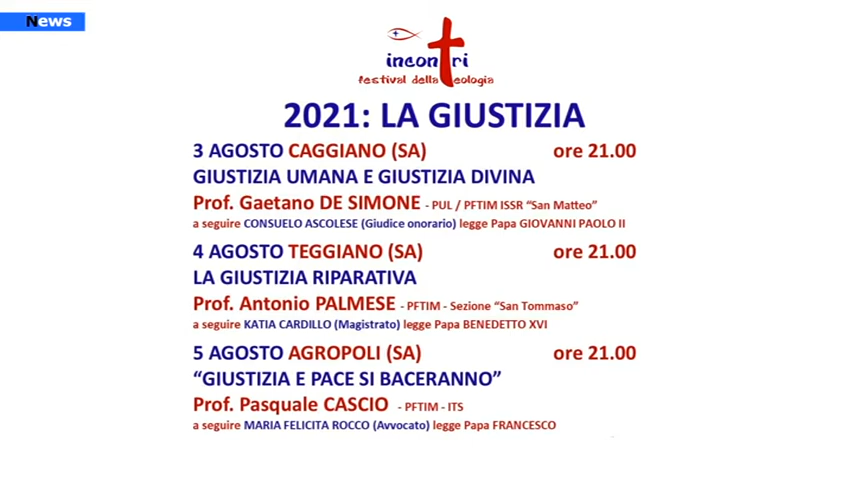 News
incontri
festival della teologia
2021: LA GIUSTIZIA
3 AGOSTO CAGGIANO (SA) ore 21.00
GIUSTIZIA UMANA E GIUSTIZIA DIVINA
Prof. Gaetano DE SIMONE - PUL / PFTIM ISSR “San Matteo”
a seguire CONSUELO ASCOLESE (Giudice onorario) legge Papa GIOVANNI PAOLO II
4 AGOSTO TEGGIANO (SA) ore 21.00
LA GIUSTIZIA RIPARATIVA
Prof. Antonio PALMESE - PFTIM - Sezione “San Tommaso”
a seguire KATIA CARDILLO (Magistrato) legge Papa BENEDETTO XVI
5 AGOSTO AGROPOLI (SA) ore 21.00
“GIUSTIZIA E PACE SI BACERANNO”
Prof. Pasquale CASCIO - PFTIM - ITS
a seguire MARIA FELICITA ROCCO (Avvocato) legge Papa FRANCESCO